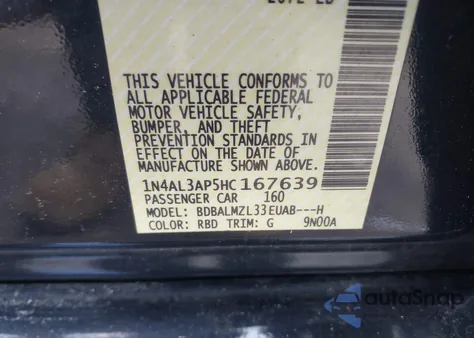 THIS VEHICLE CONFORMS TO
ALL APPLICABLE FEDERAL
MOTOR VEHICLE SAFETY,
BUMPER, AND THEFT
PREVENTION STANDARDS IN
EFFECT ON THE DATE OF
MANUFACTURE SHOWN ABOVE.
1N4AL3AP5HC167639
PASSENGER CAR 160
MODEL: BDBALMZL33EUAB---H
COLOR: RBD TRIM: G 9N00A
autoSnap